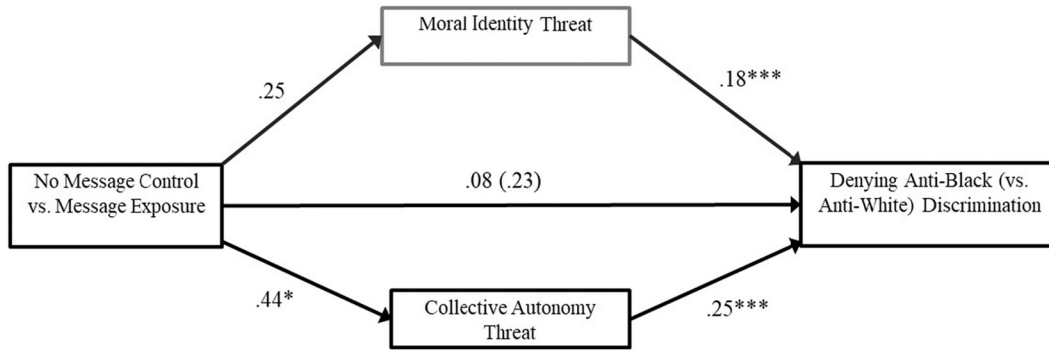 Moral Identity Threat
.25
.18***
No Message Control
vs. Message Exposure
.08 (.23)
Denying Anti-Black (vs.
Anti-White) Discrimination
.44*
Collective Autonomy
Threat
.25***